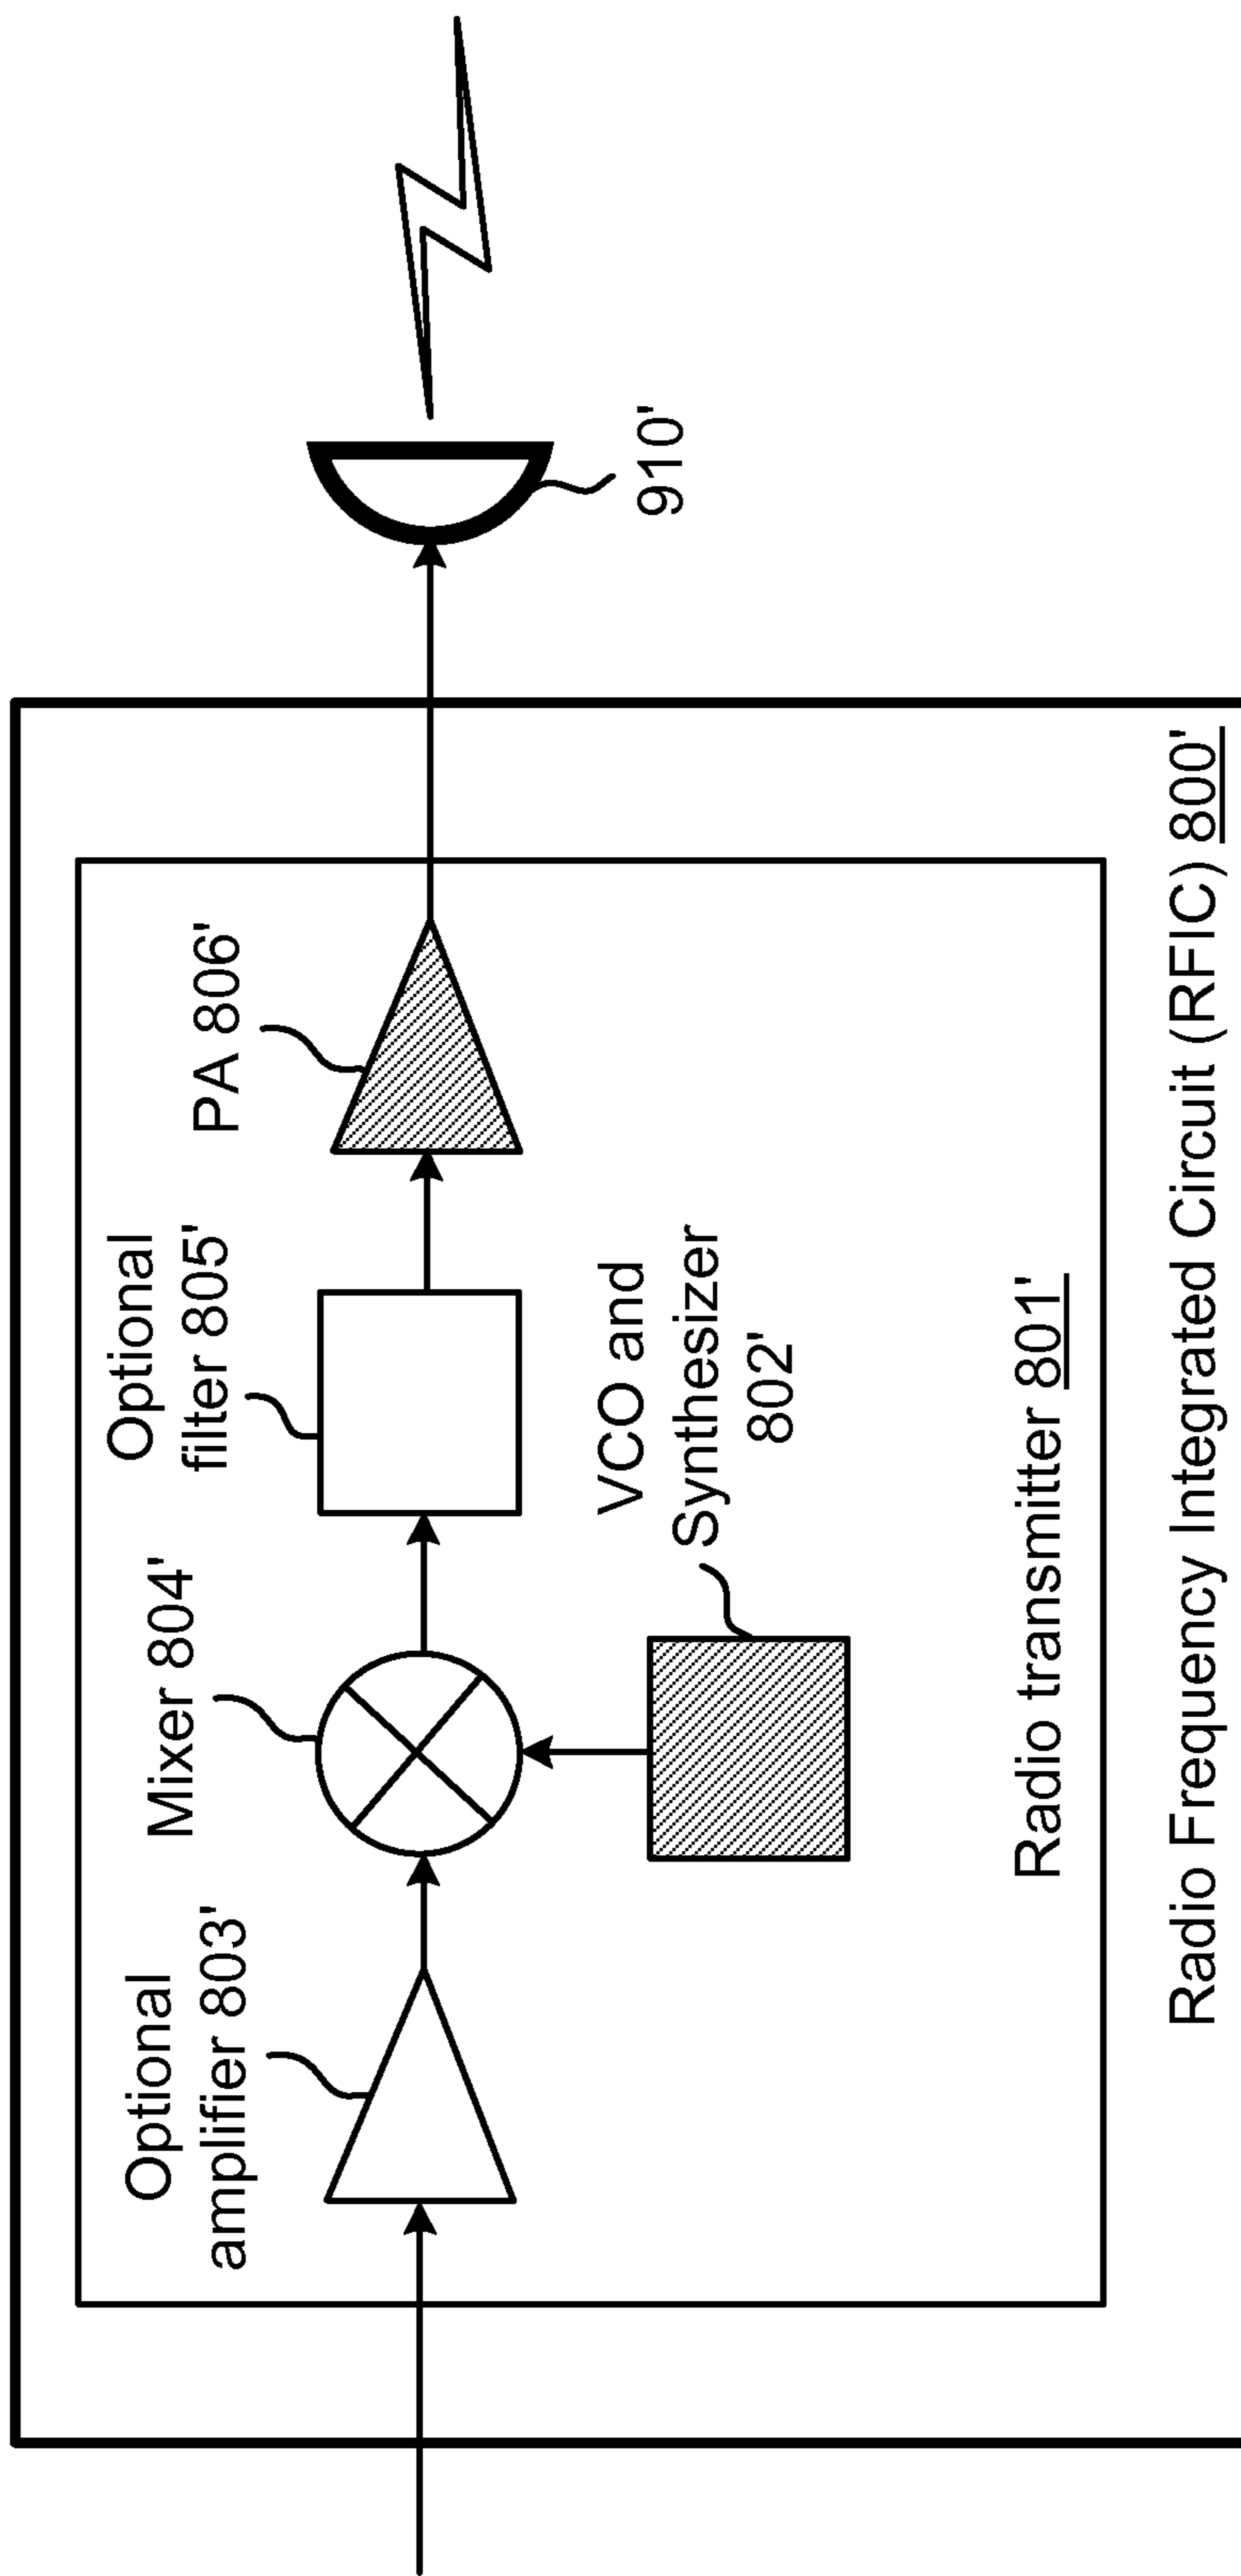 Optional
amplifier 803'
Mixer 804'
Optional
filter 805'
PA 806'
910'
VCO and
Synthesizer
802'
Radio transmitter 801'
Radio Frequency Integrated Circuit (RFIC) 800'